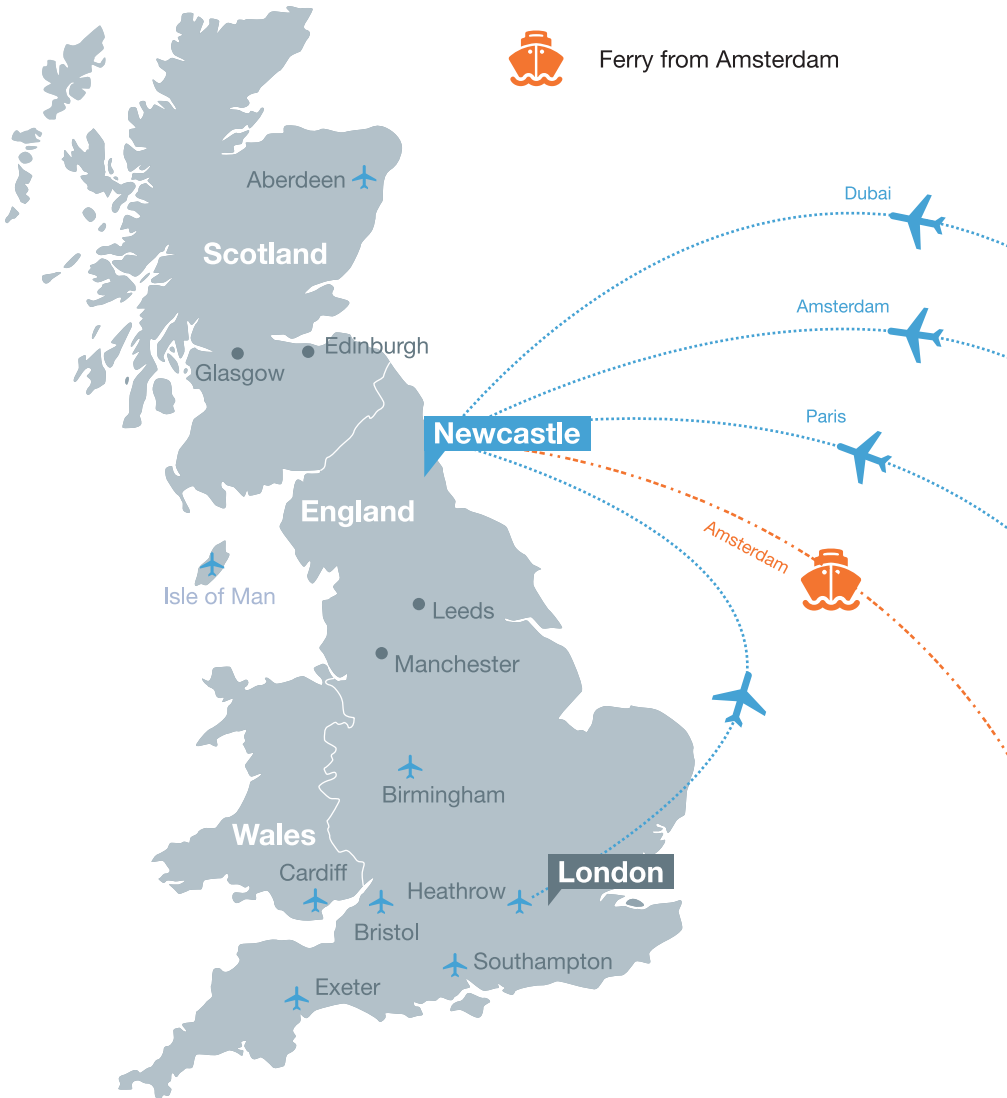 Ferry from Amsterdam
Aberdeen
Dubai
Scotland
Amsterdam
Edinburgh
Glasgow
Paris
Newcastle
England
Amsterdam
Isle of Man
Leeds
Manchester
Birmingham
Wales
London
Cardiff
Heathrow
Bristol
Southampton
Exeter